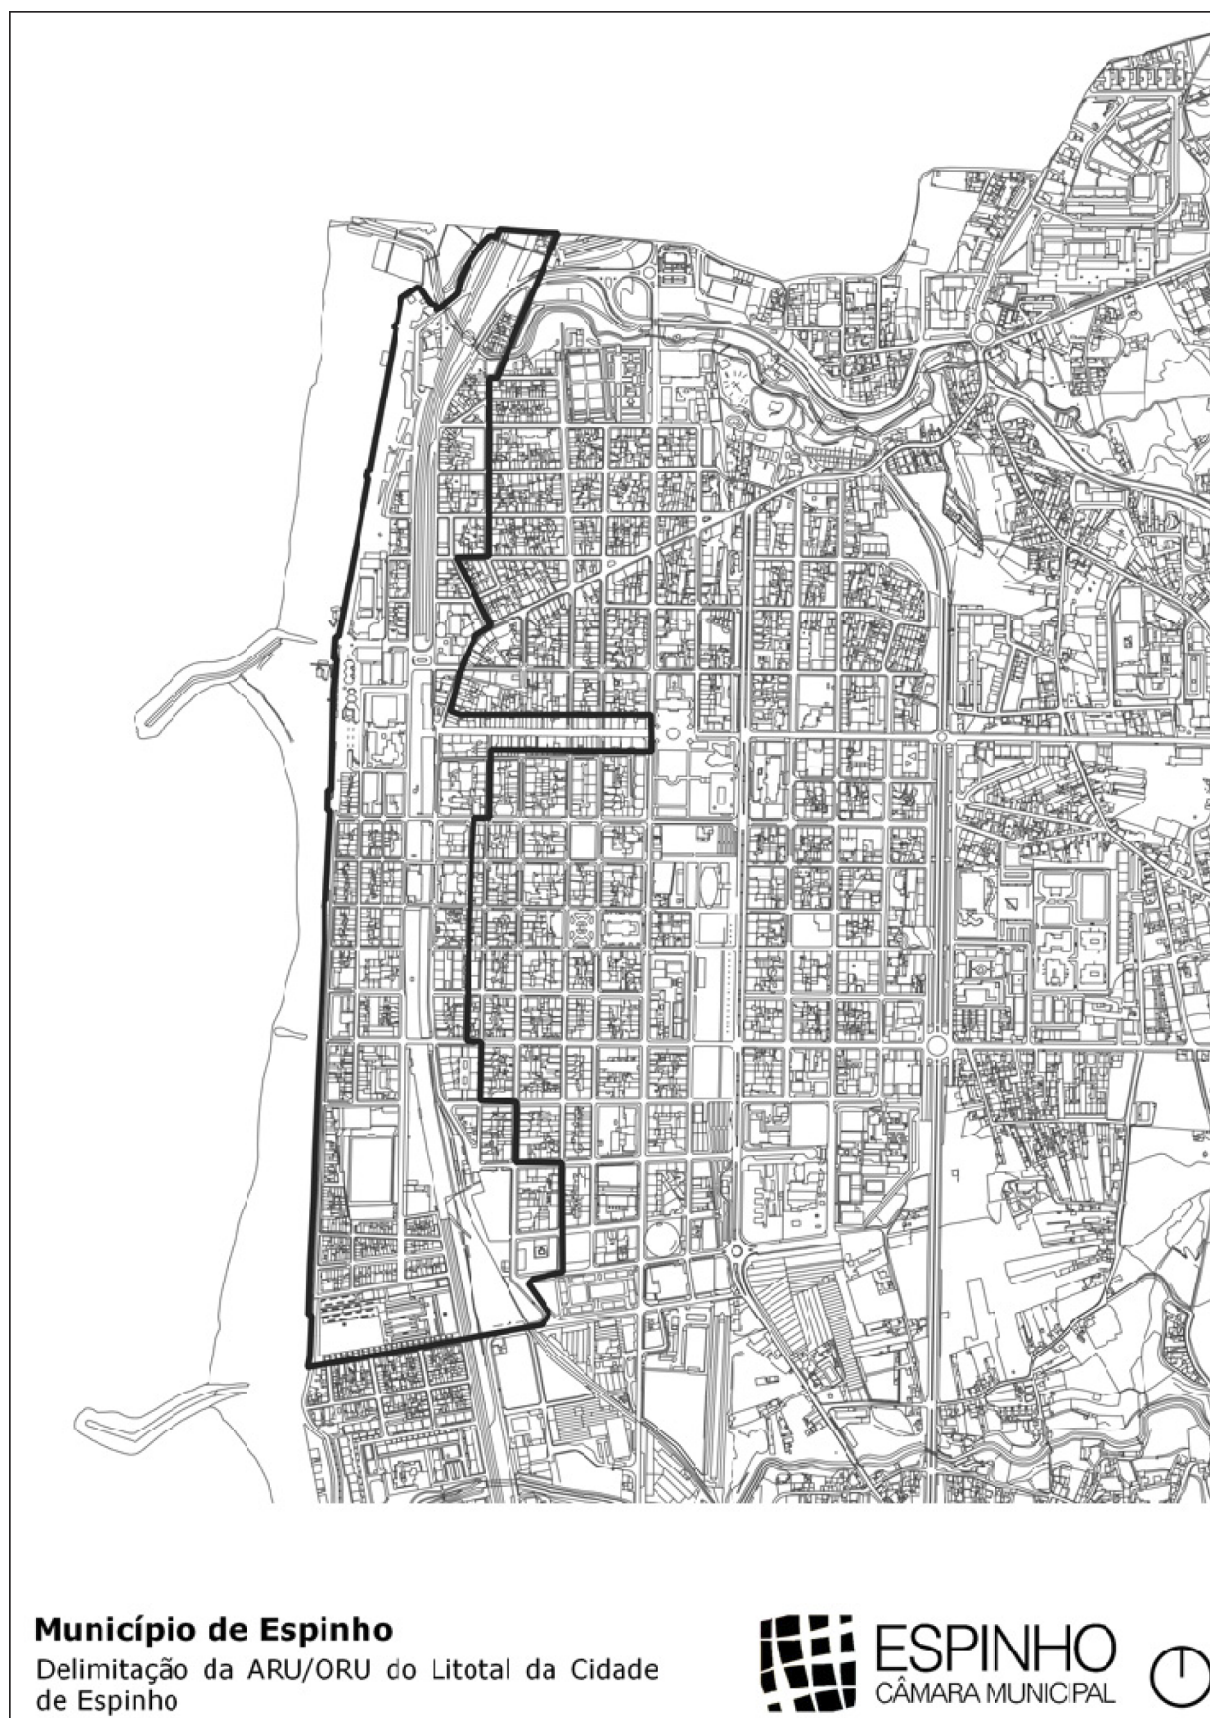 Município de Espinho
Delimitação da ARU/ORU do Litotal da Cidade
de Espinho
ESPINHO
CÂMARA MUNICIPAL